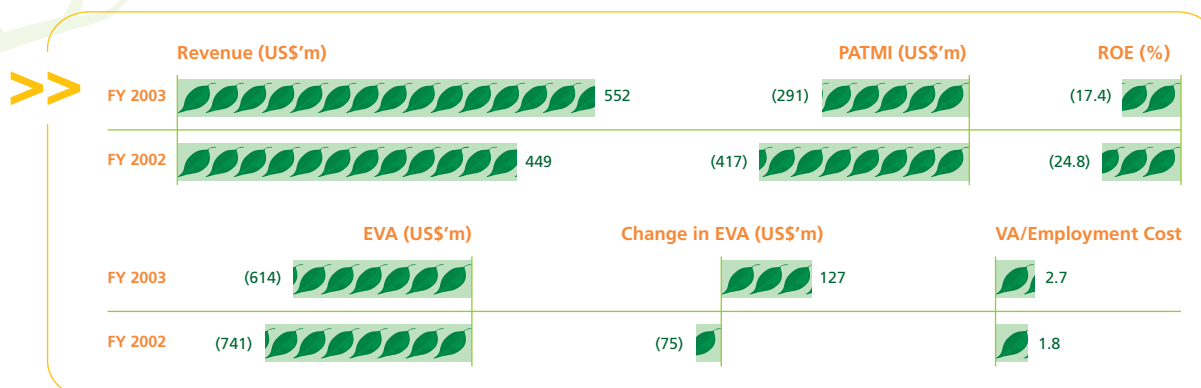 Revenue (US$'m) PATMI (US$'m) ROE (%)
>>
FY 2003 552 (291) (17.4)
FY 2002 449 (417) (24.8)
EVA (US$'m) Change in EVA (US$'m) VA/Employment Cost
FY 2003 (614) 127 2.7
FY 2002 (741) (75) 1.8